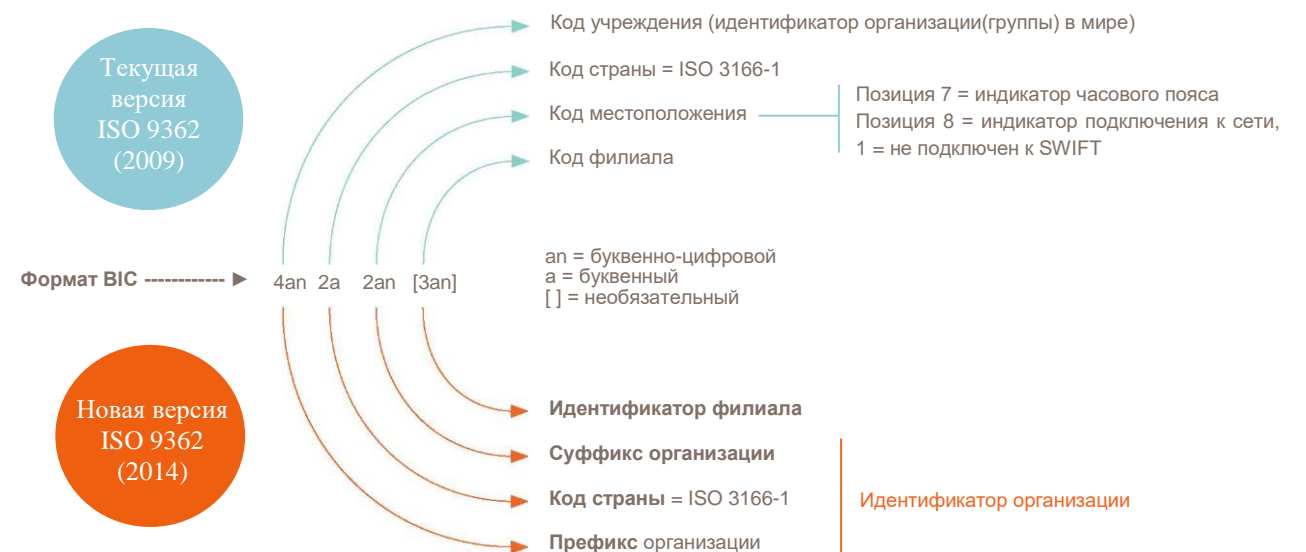 Код учреждения (идентификатор организации(группы) в мире)
Текущая
версия
ISO 9362
(2009)
Код страны = ISO 3166-1
Код местоположения
Позиция 7 = индикатор часового пояса
Позиция 8 = индикатор подключения к сети,
1 = не подключен к SWIFT
Код филиала
Формат BIC ------------ ►
4an 2a 2an [3an]
an = буквенно-цифровой
a = буквенный
[ ] = необязательный
Новая версия
ISO 9362
(2014)
Идентификатор филиала
Суффикс организации
Код страны = ISO 3166-1
Префикс организации
Идентификатор организации